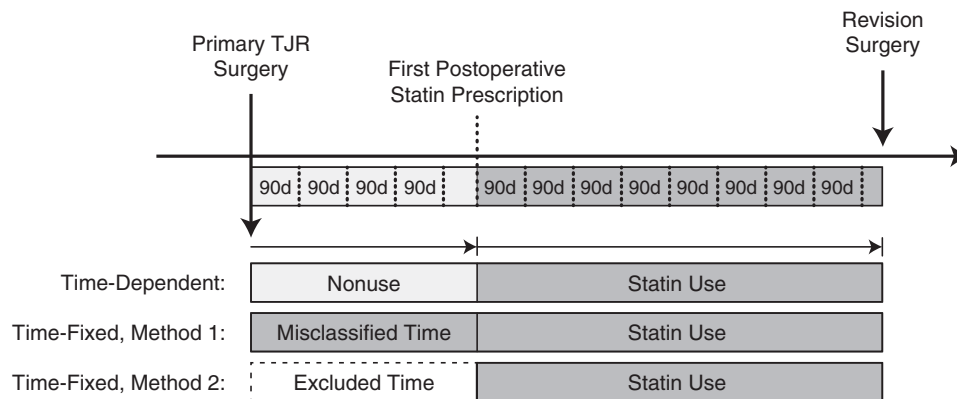 Revision
Surgery
Primary TJR
Surgery
First Postoperative
Statin Prescription
90d 90d 90d 90d 90d 90d 90d 90d 90d 90d 90d 90d
Time-Dependent: Nonuse Statin Use
Time-Fixed, Method 1: Misclassified Time Statin Use
Time-Fixed, Method 2: Excluded Time Statin Use